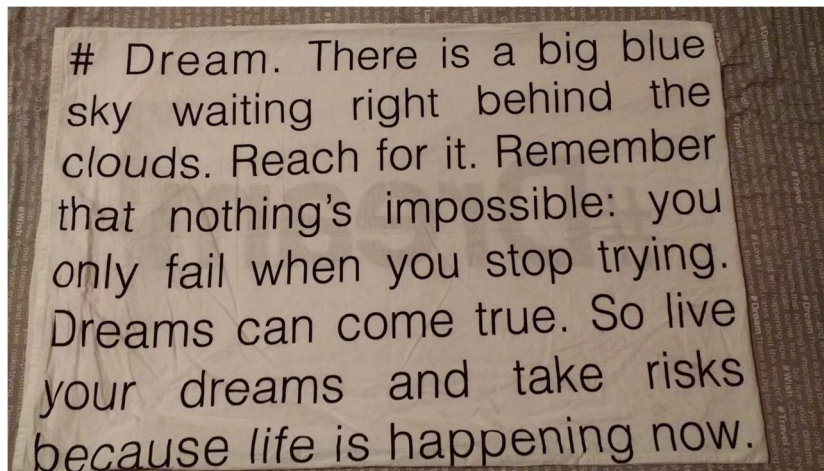 # Dream. There is a big blue
sky waiting right behind the
clouds. Reach for it. Remember
that nothing's impossible: you
only fail when you stop trying.
Dreams can come true. So live
your dreams and take risks
because life is happening now.